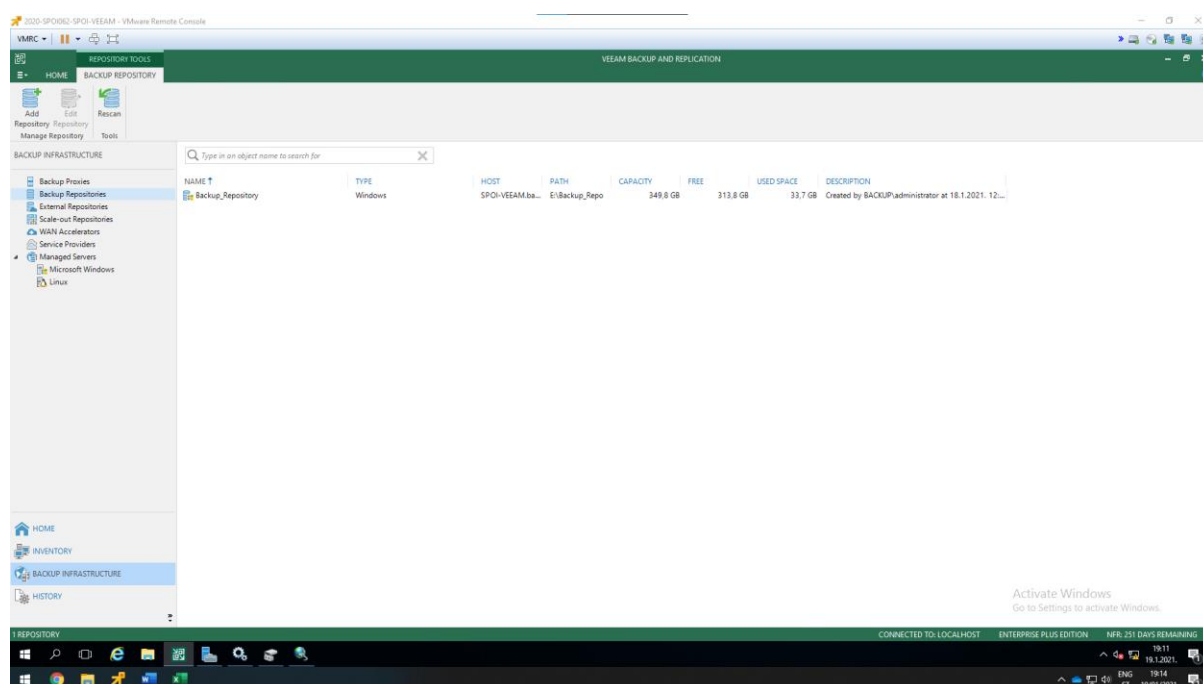 2020-SPOI062-SPOI-VEEAM - VMware Remote Console
VMRC
REPOSITORY TOOLS
VEEAM BACKUP AND REPLICATION
HOME BACKUP REPOSITORY
Add Repository
Edit Repository
Rescan
Manage Repository Tools
BACKUP INFRASTRUCTURE
Type in an object name to search for
Backup Proxies
Backup Repositories
External Repositories
Scale-out Repositories
WAN Accelerators
Service Providers
Managed Servers
Microsoft Windows
Linux
NAME TYPE HOST PATH CAPACITY FREE USED SPACE DESCRIPTION
Backup_Repository Windows SPOI-VEEAM.ba... E:\Backup_Repo 349,8 GB 313,8 GB 33,7 GB Created by BACKUP\administrator at 18.1.2021. 12:...
HOME
INVENTORY
BACKUP INFRASTRUCTURE
HISTORY
Activate Windows
Go to Settings to activate Windows.
1 REPOSITORY
CONNECTED TO: LOCALHOST ENTERPRISE PLUS EDITION NFR: 251 DAYS REMAINING
19:11
19.1.2021.
ENG 19:14